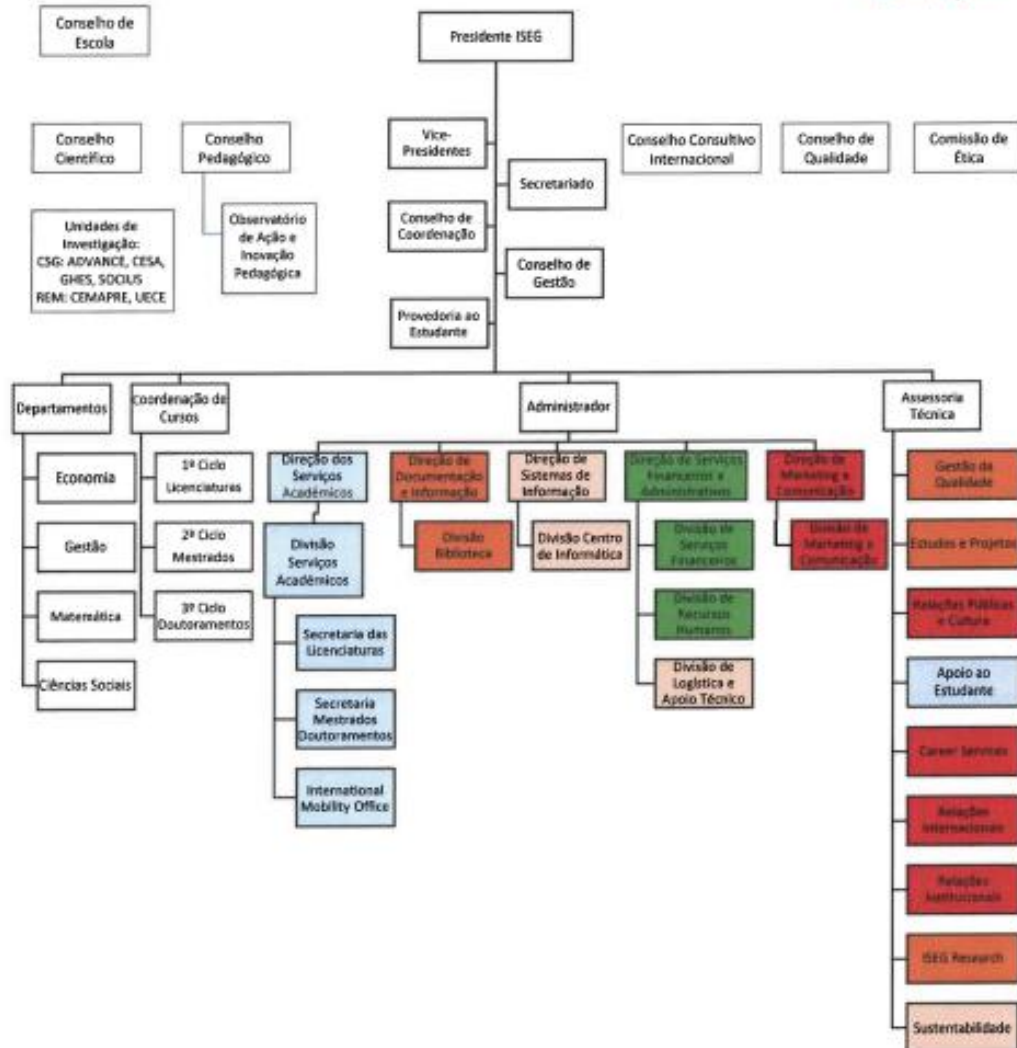 Conselho de
Escola
Presidente ISEG
Conselho
Científico
Conselho
Pedagógico
Vice-
Presidentes
Conselho Consultivo
Internacional
Conselho de
Qualidade
Comissão de
Ética
Secretariado
Unidades de
Investigação:
CSG: ADVANCE, CESA,
GHES, SOCIUS
REM: CEMAPRE, UECE
Observatório
de Ação e
Inovação
Pedagógica
Conselho de
Coordenação
Conselho de
Gestão
Provedoria ao
Estudante
Departamentos
Coordenação de
Cursos
Administrador
Assessoria
Técnica
Economia
Gestão
Matemática
Ciências Sociais
1º Ciclo
Licenciaturas
2º Ciclo
Mestrados
3º Ciclo
Doutoramentos
Direção dos
Serviços
Académicos
Divisão
Serviços
Académicos
Secretaria das
Licenciaturas
Secretaria
Mestrados
Doutoramentos
International
Mobility Office
Direção de
Documentação
e Informação
Divisão
Biblioteca
Direção de
Sistemas de
Informação
Divisão Centro
de Informática
Direção de Serviços
Financeiros e
Administrativos
Divisão de
Serviços
Financeiros
Divisão de
Recursos
Humanos
Divisão de
Logística e
Apoio Técnico
Direção de
Marketing e
Comunicação
Divisão de
Marketing e
Comunicação
Gestão da
Qualidade
Estudos e Projetos
Relações Públicas
e Cultura
Apoio ao
Estudante
Career Services
Relações
Internacionais
Relações
Institucionais
ISEG Research
Sustentabilidade